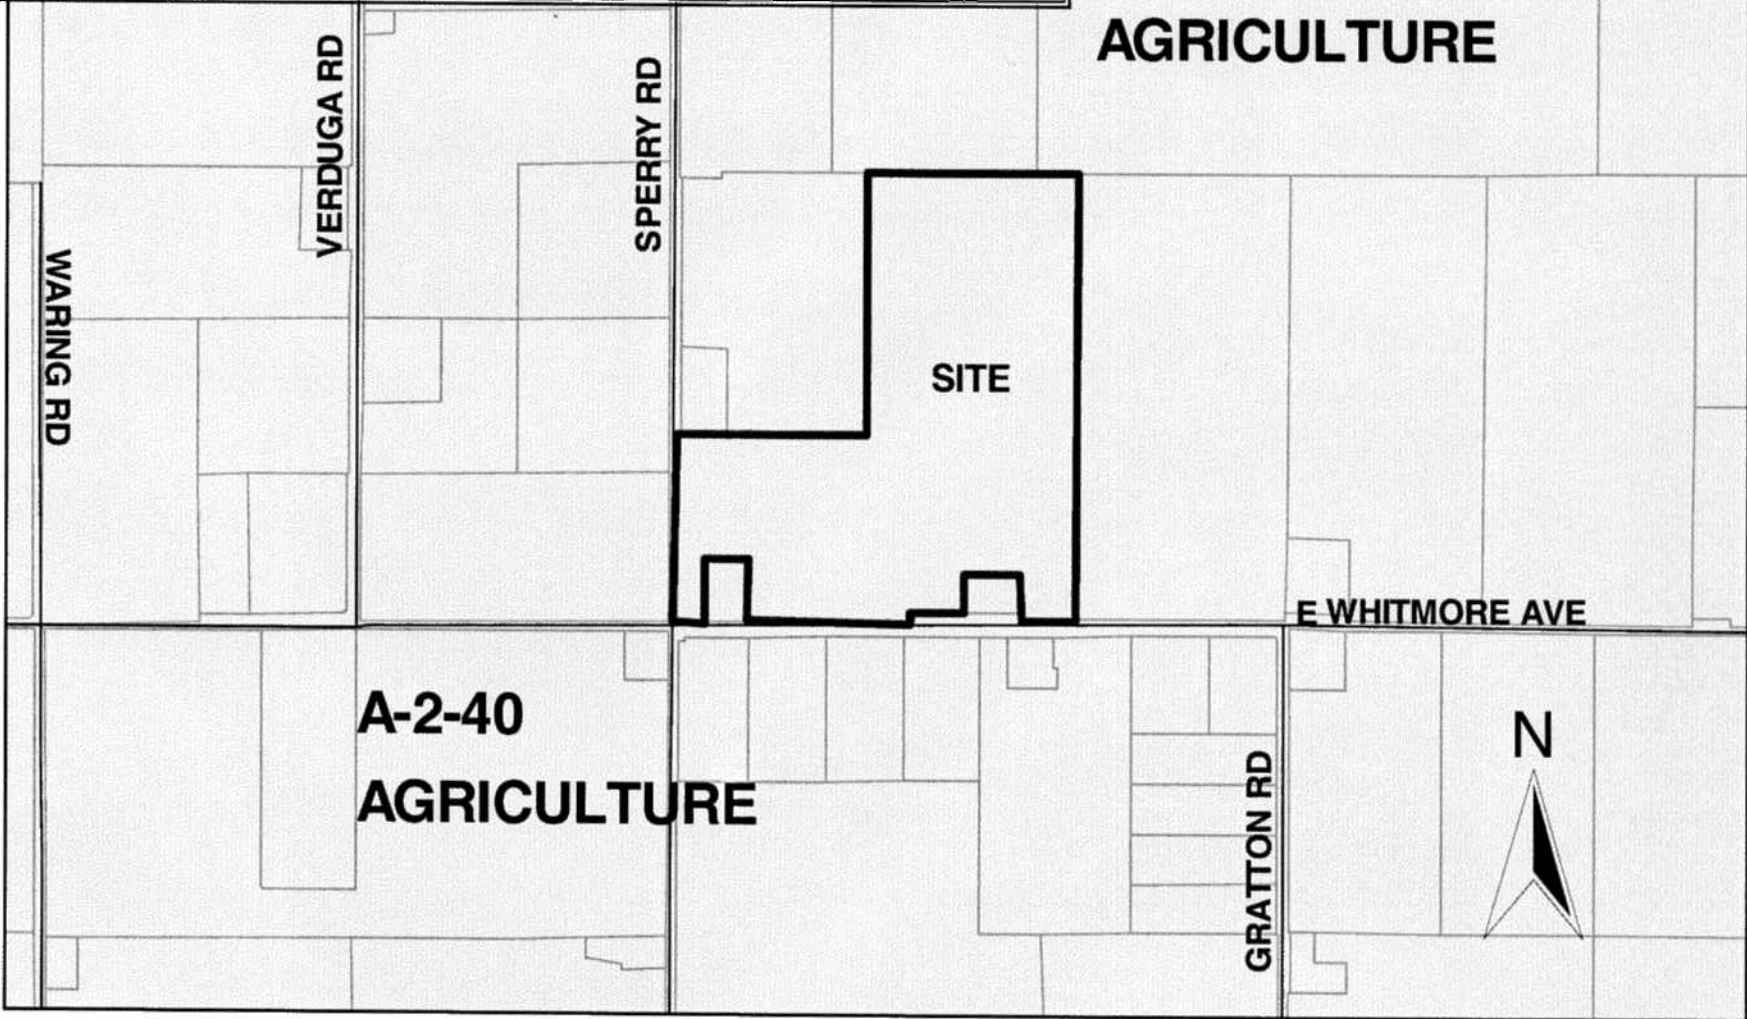 AGRICULTURE
VERDUGA RD
SPERRY RD
WARING RD
SITE
E WHITMORE AVE
A-2-40
AGRICULTURE
GRATTON RD
N